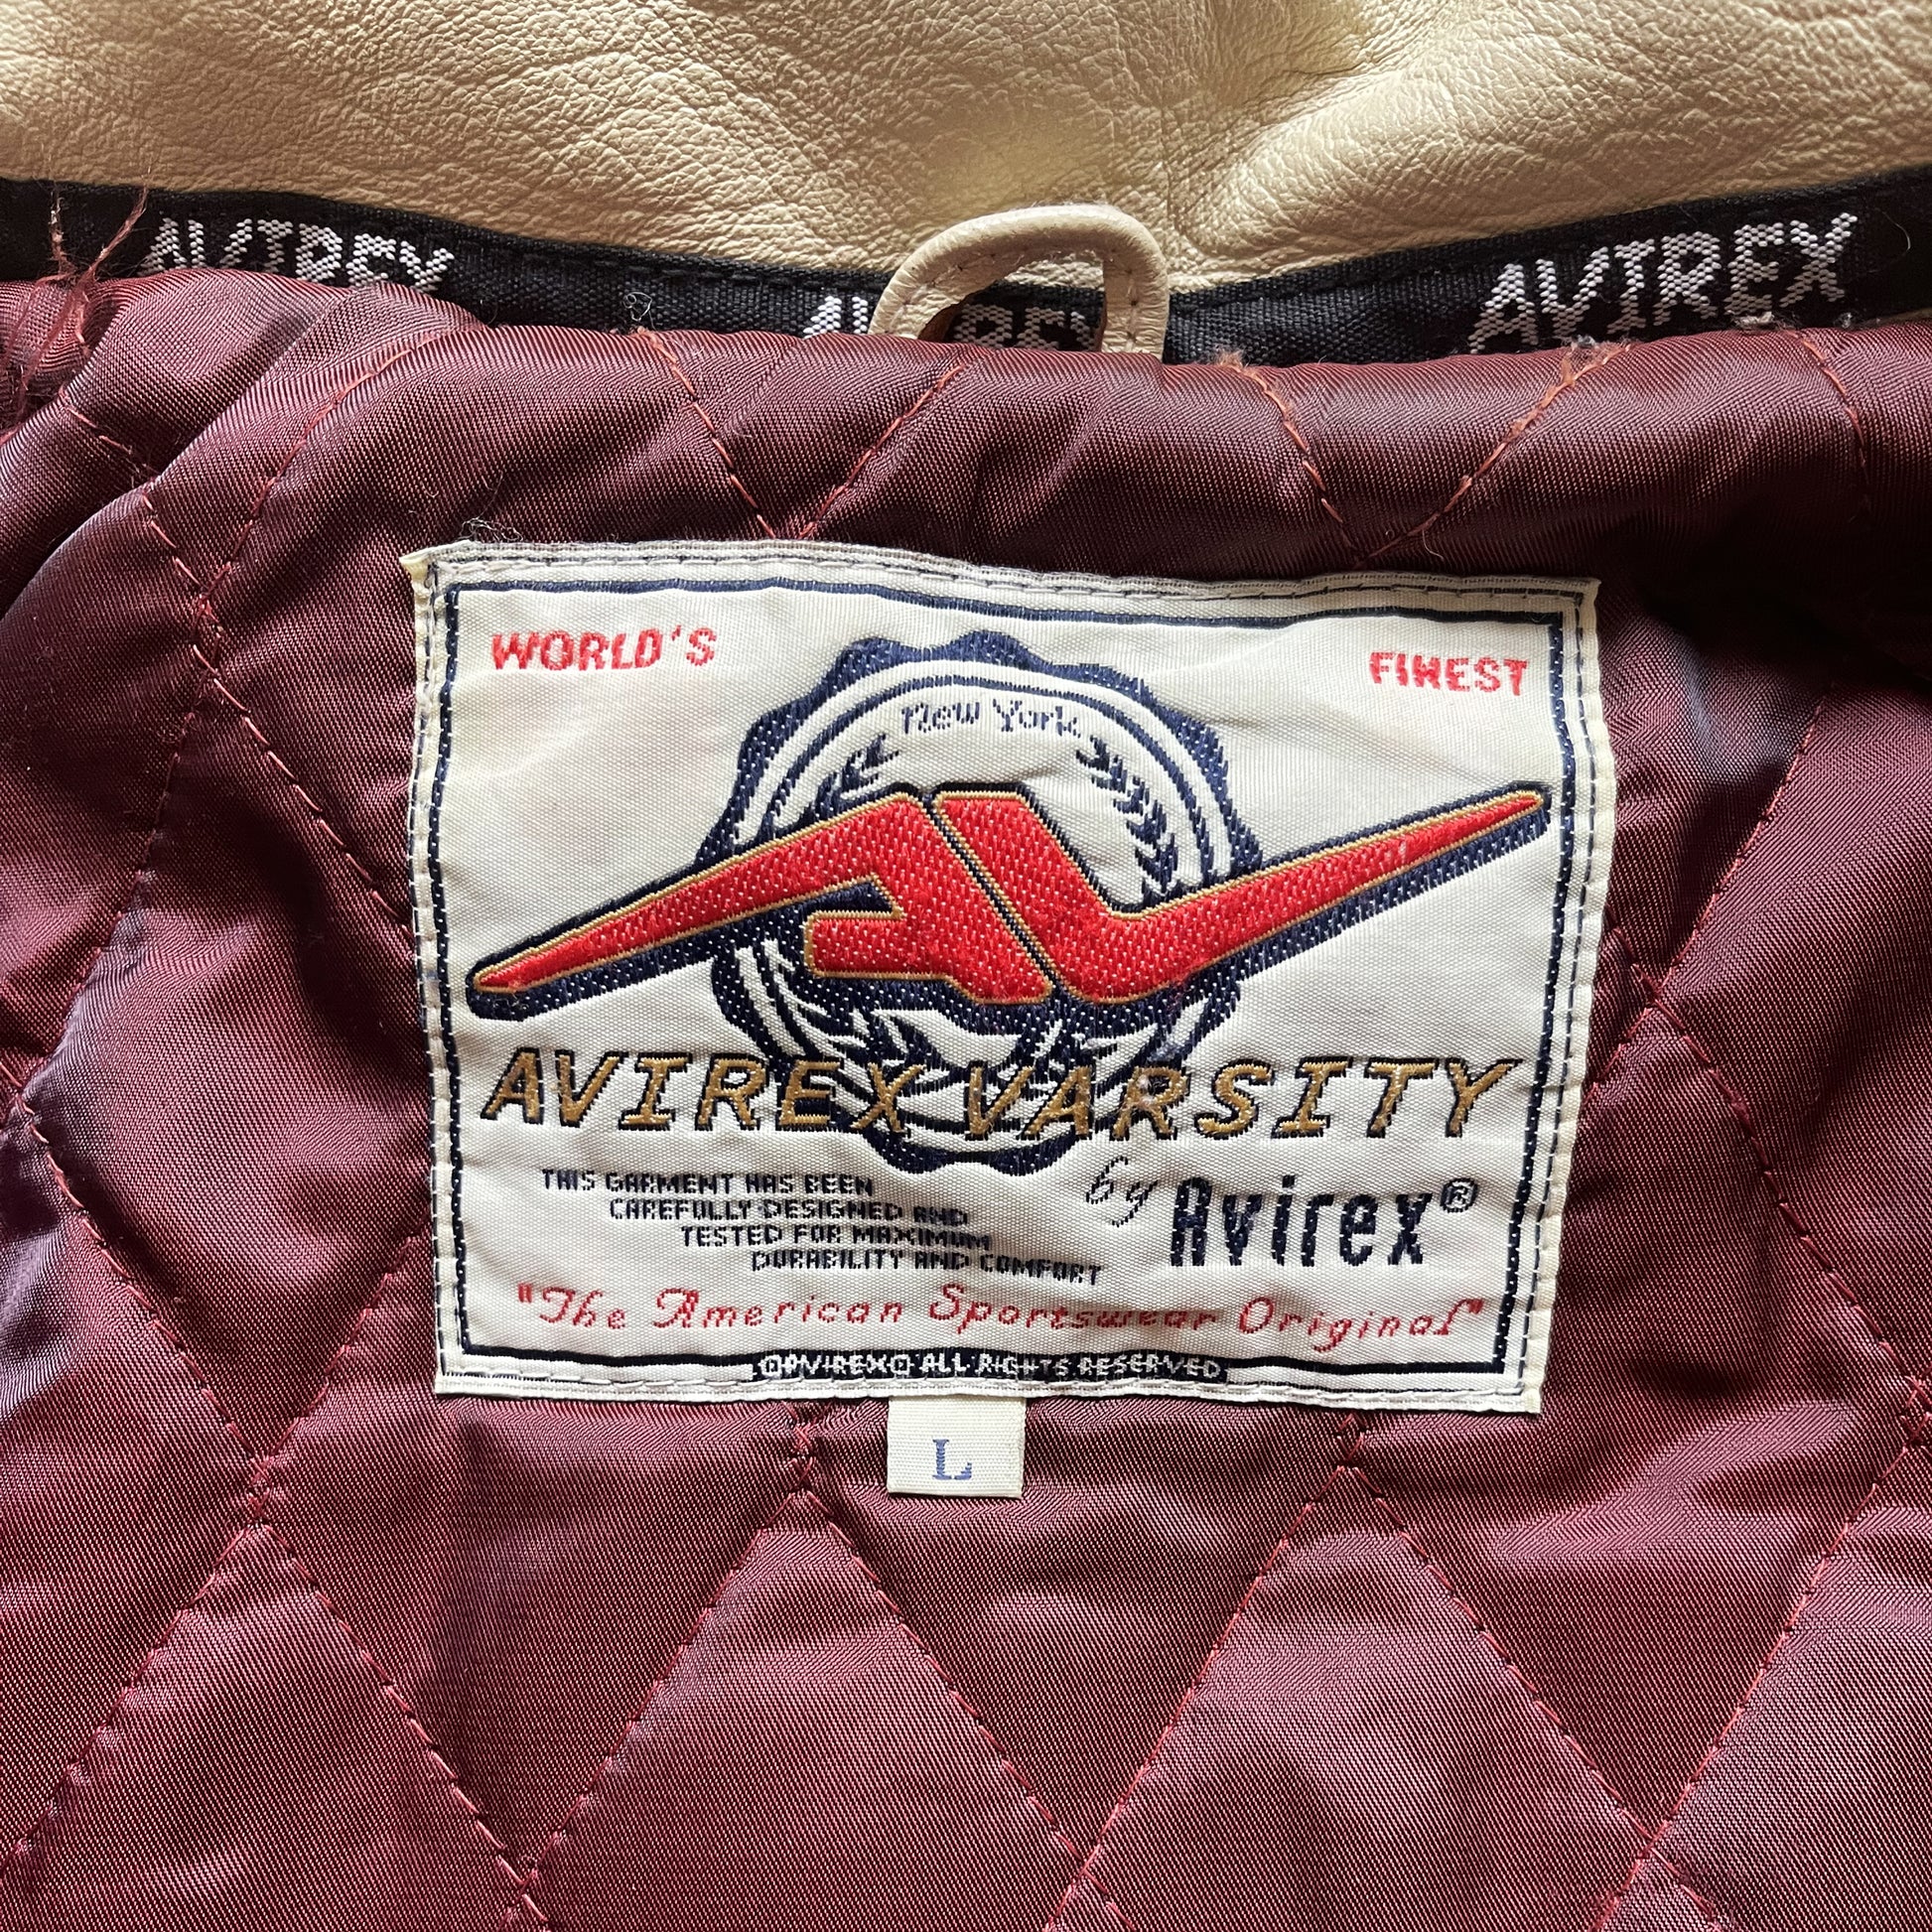 AVIREX
AVIREX
AVIREX
WORLD'S
FINEST
New York
AVIREX VARSITY
THIS GARMENT HAS BEEN
CAREFULLY DESIGNED AND
TESTED FOR MAXIMUM
DURABILITY AND COMFORT
by Avirex®
"The American Sportswear Original"
©AVIREX© ALL RIGHTS RESERVED
L